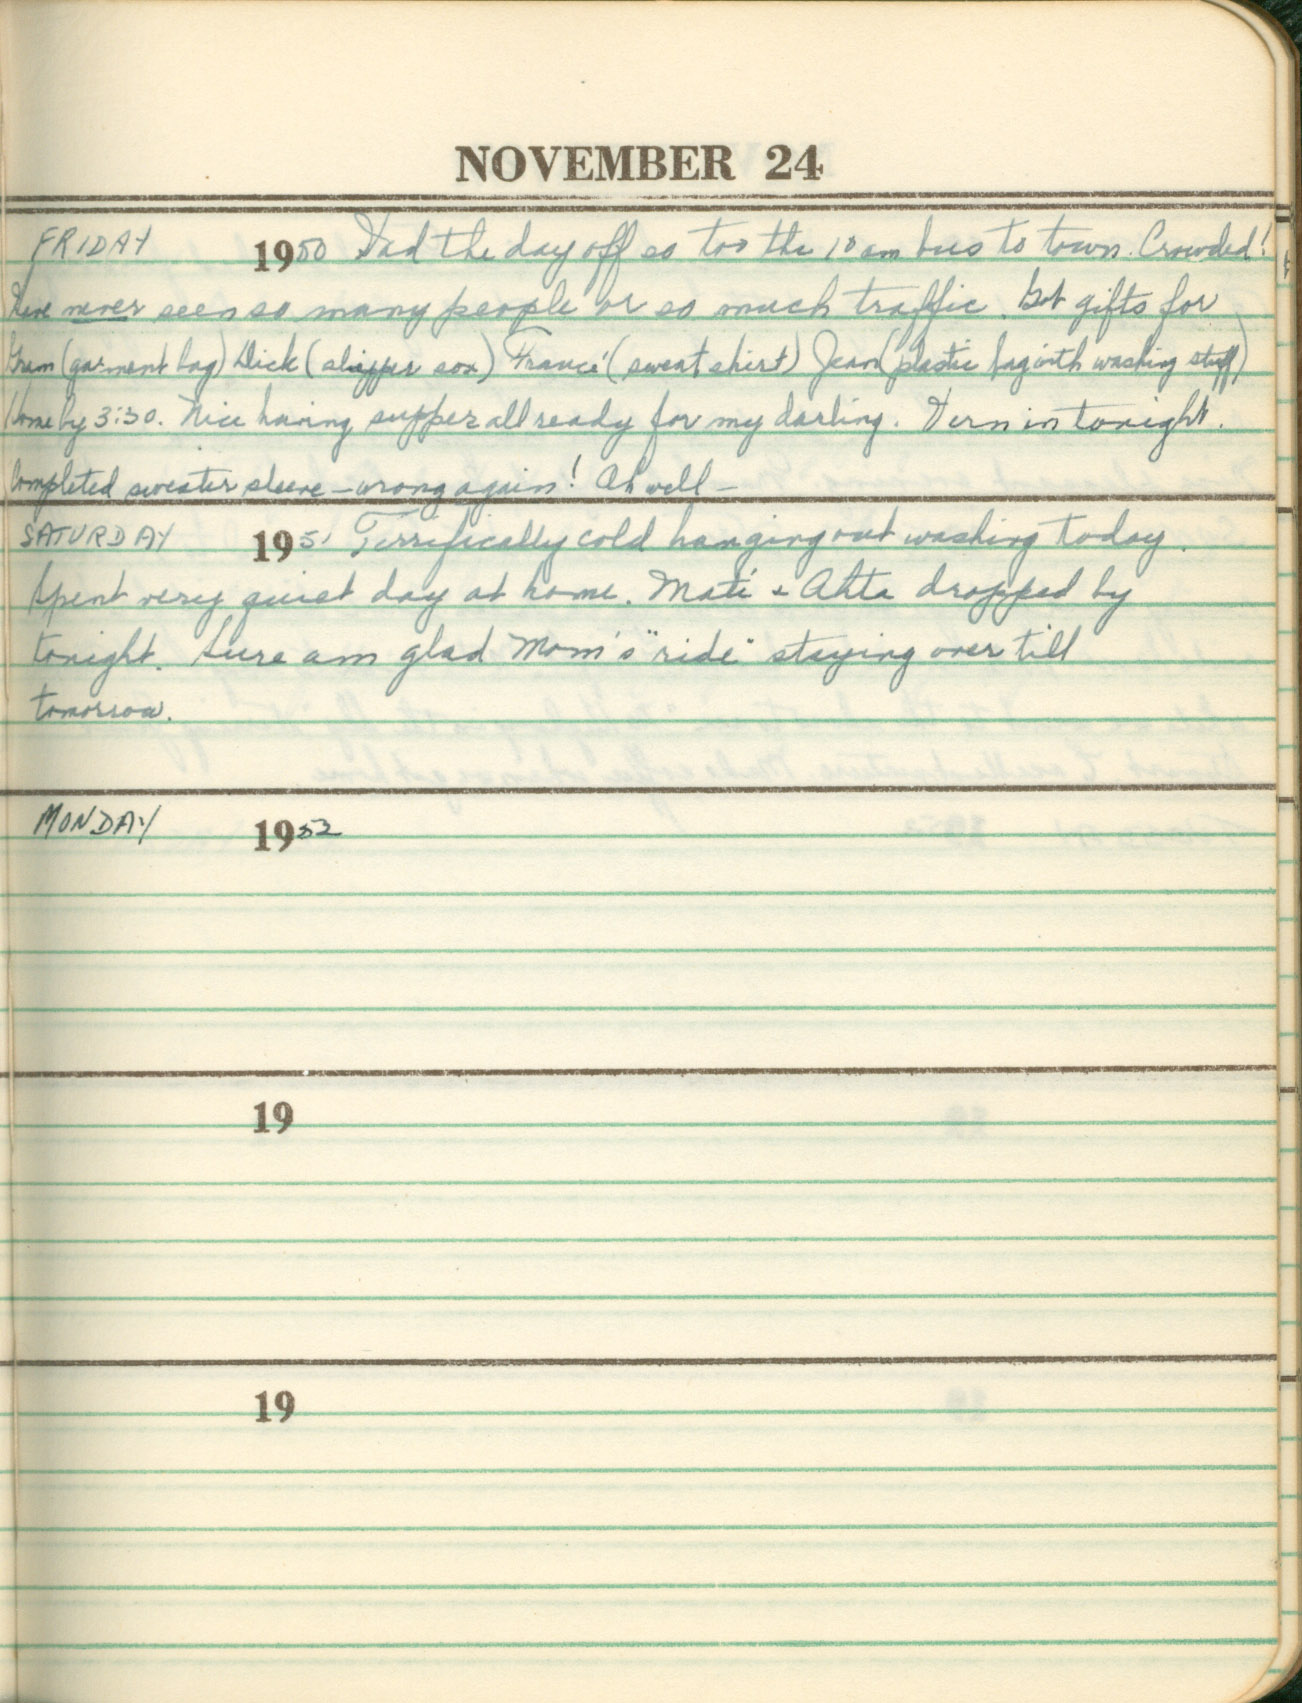 NOVEMBER 24
FRIDAY 1950 Had the day off so too the 10 am bus to town. Crowded!
Have never seen so many people or so much traffic. Got gifts for
Gram (garment bag) Dick (slipper sox) Francé (sweat shirt) Jean (plastic bag with washing stuff)
Home by 3:30. Nice having supper all ready for my darling. Vern in tonight.
Completed sweater sleeve - wrong again! Ah well -
SATURDAY 1951 Terrifically cold hanging out washing today.
Spent very quiet day at home. Mati + Ahta dropped by
tonight. Sure am glad Mom's "ride" staying over till
tomorrow.
MONDAY 1952
19
19